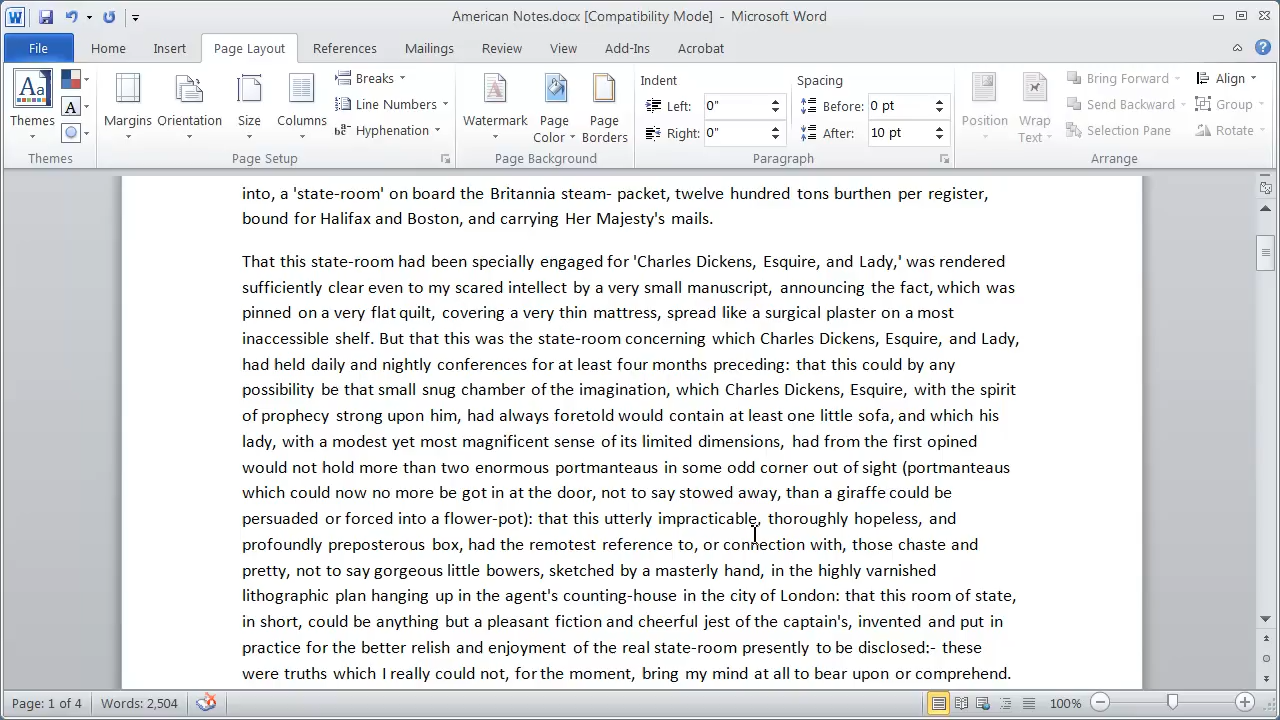 American Notes.docx [Compatibility Mode] - Microsoft Word
File Home Insert Page Layout References Mailings Review View Add-Ins Acrobat
Themes Margins Orientation Size Columns Breaks Line Numbers Hyphenation Watermark Page Color Page Borders Indent Left: 0" Right: 0" Spacing Before: 0 pt After: 10 pt Position Wrap Text Bring Forward Send Backward Selection Pane Align Group Rotate
Themes Page Setup Page Background Paragraph Arrange
into, a 'state-room' on board the Britannia steam- packet, twelve hundred tons burthen per register,
bound for Halifax and Boston, and carrying Her Majesty's mails.
That this state-room had been specially engaged for 'Charles Dickens, Esquire, and Lady,' was rendered
sufficiently clear even to my scared intellect by a very small manuscript, announcing the fact, which was
pinned on a very flat quilt, covering a very thin mattress, spread like a surgical plaster on a most
inaccessible shelf. But that this was the state-room concerning which Charles Dickens, Esquire, and Lady,
had held daily and nightly conferences for at least four months preceding: that this could by any
possibility be that small snug chamber of the imagination, which Charles Dickens, Esquire, with the spirit
of prophecy strong upon him, had always foretold would contain at least one little sofa, and which his
lady, with a modest yet most magnificent sense of its limited dimensions, had from the first opined
would not hold more than two enormous portmanteaus in some odd corner out of sight (portmanteaus
which could now no more be got in at the door, not to say stowed away, than a giraffe could be
persuaded or forced into a flower-pot): that this utterly impracticable, thoroughly hopeless, and
profoundly preposterous box, had the remotest reference to, or connection with, those chaste and
pretty, not to say gorgeous little bowers, sketched by a masterly hand, in the highly varnished
lithographic plan hanging up in the agent's counting-house in the city of London: that this room of state,
in short, could be anything but a pleasant fiction and cheerful jest of the captain's, invented and put in
practice for the better relish and enjoyment of the real state-room presently to be disclosed:- these
were truths which I really could not, for the moment, bring my mind at all to bear upon or comprehend.
Page: 1 of 4 Words: 2,504 100%